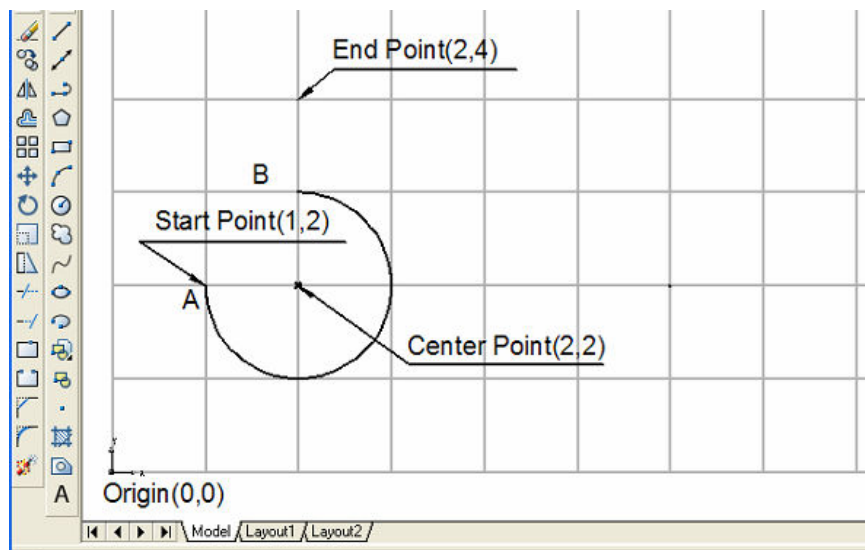 End Point(2,4)
B
Start Point(1,2)
A
Center Point(2,2)
A
Origin(0,0)
Model Layout1 Layout2